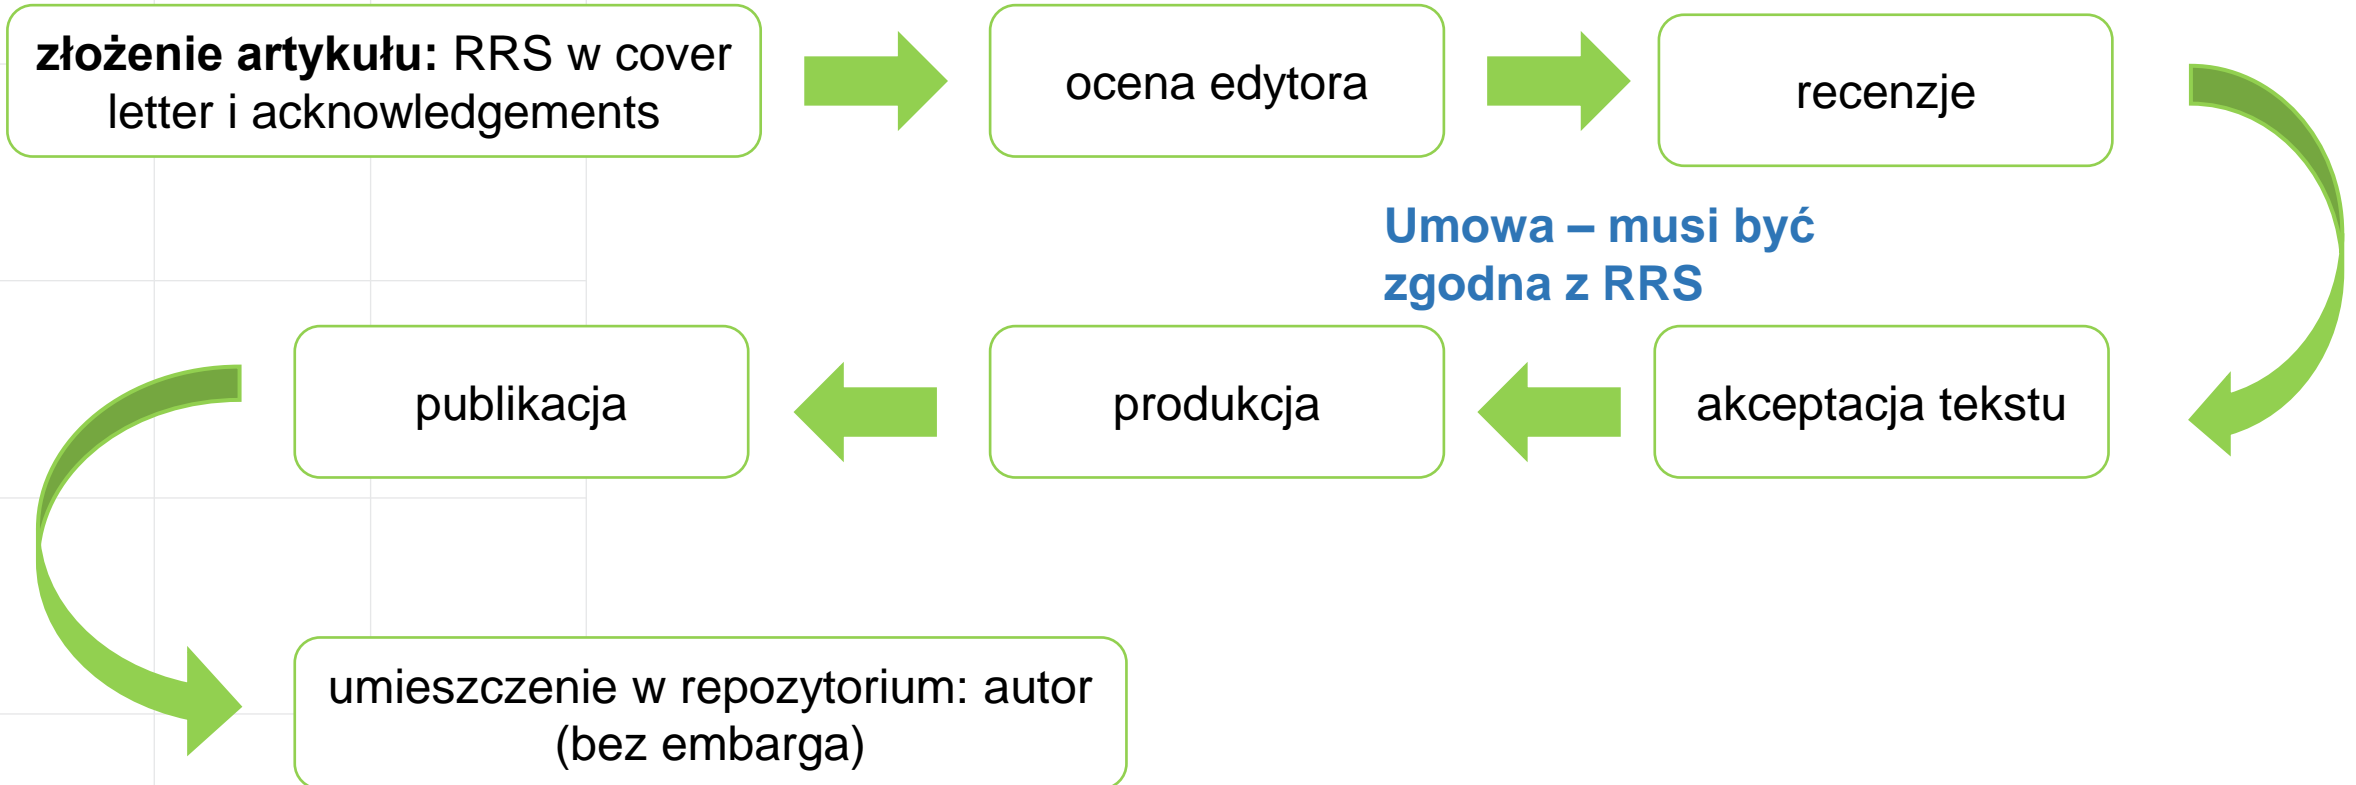 złożenie artykułu: RRS w cover
letter i acknowledgements
ocena edytora
recenzje
Umowa – musi być
zgodna z RRS
akceptacja tekstu
produkcja
publikacja
umieszczenie w repozytorium: autor
(bez embarga)